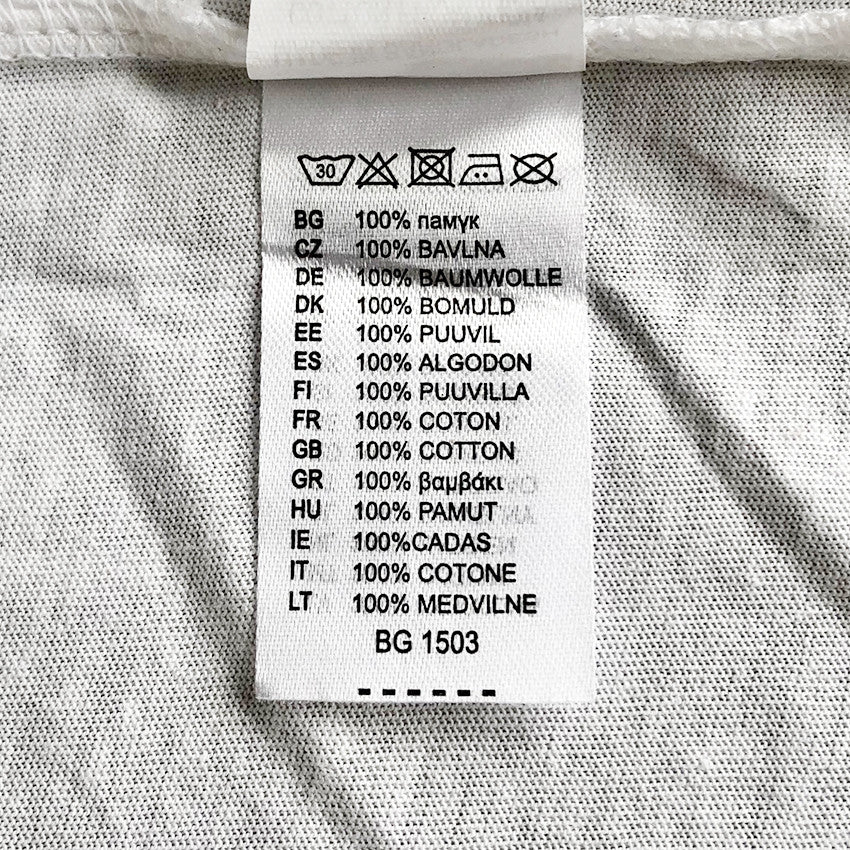 30
BG 100% памук
CZ 100% BAVLNA
DE 100% BAUMWOLLE
DK 100% BOMULD
EE 100% PUUVIL
ES 100% ALGODON
FI 100% PUUVILLA
FR 100% COTON
GB 100% COTTON
GR 100% βαμβάκι
HU 100% PAMUT
IE 100%CADAS
IT 100% COTONE
LT 100% MEDVILNE
BG 1503